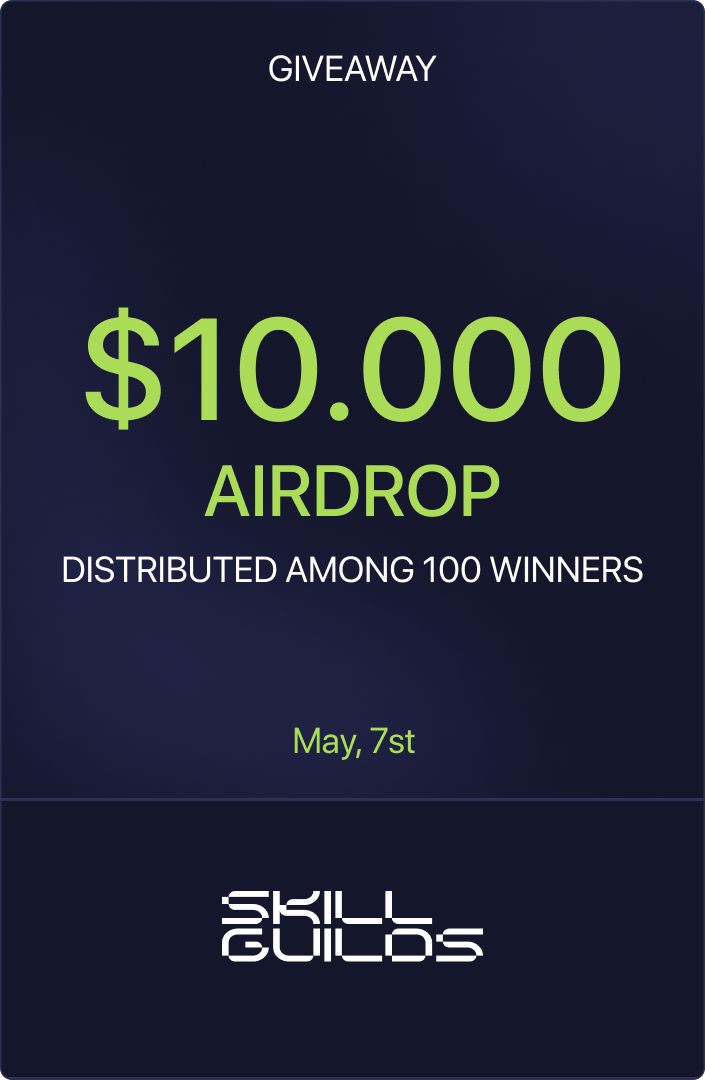 GIVEAWAY
$10.000
AIRDROP
DISTRIBUTED AMONG 100 WINNERS
May, 7st
SKILL
GUILDS